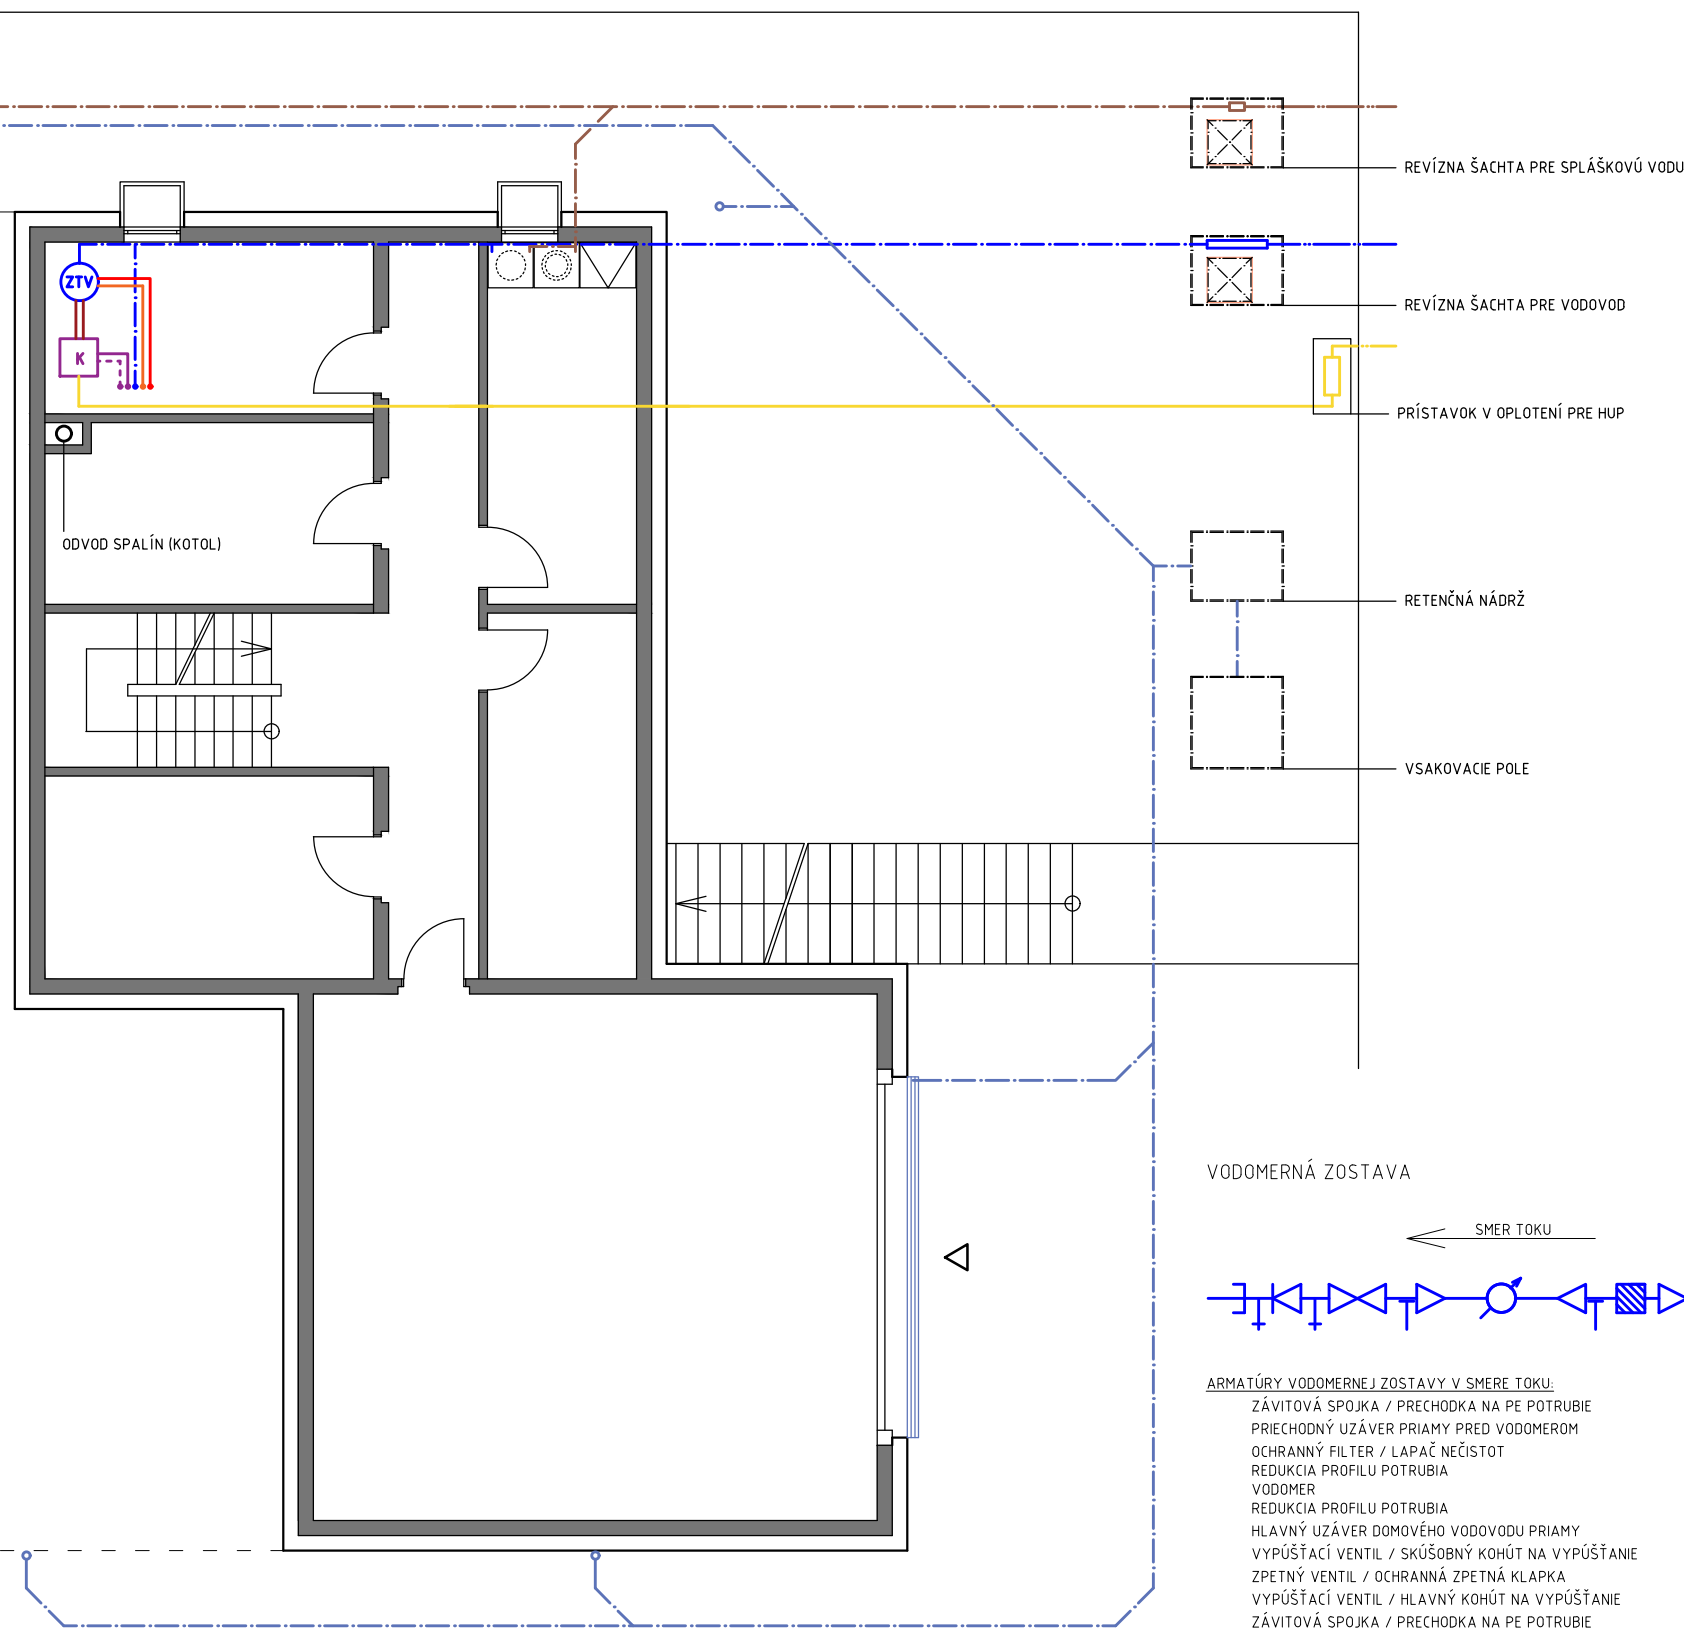 REVÍZNA ŠACHTA PRE SPLÁŠKOVÚ VODU
ZTV
REVÍZNA ŠACHTA PRE VODOVOD
K
PRÍSTAVOK V OPLOTENÍ PRE HUP
ODVOD SPALÍN (KOTOL)
RETENČNÁ NÁDRŽ
VSAKOVACIE POLE
VODOMERNÁ ZOSTAVA
SMER TOKU
ARMATÚRY VODOMERNEJ ZOSTAVY V SMERE TOKU:
ZÁVITOVÁ SPOJKA / PRECHODKA NA PE POTRUBIE
PRIECHODNÝ UZÁVER PRIAMY PRED VODOMEROM
OCHRANNÝ FILTER / LAPAČ NEČISTOT
REDUKCIA PROFILU POTRUBIA
VODOMER
REDUKCIA PROFILU POTRUBIA
HLAVNÝ UZÁVER DOMOVÉHO VODOVODU PRIAMY
VYPÚŠŤACÍ VENTIL / SKÚŠOBNÝ KOHÚT NA VYPÚŠŤANIE
ZPETNÝ VENTIL / OCHRANNÁ ZPETNÁ KLAPKA
VYPÚŠŤACÍ VENTIL / HLAVNÝ KOHÚT NA VYPÚŠŤANIE
ZÁVITOVÁ SPOJKA / PRECHODKA NA PE POTRUBIE